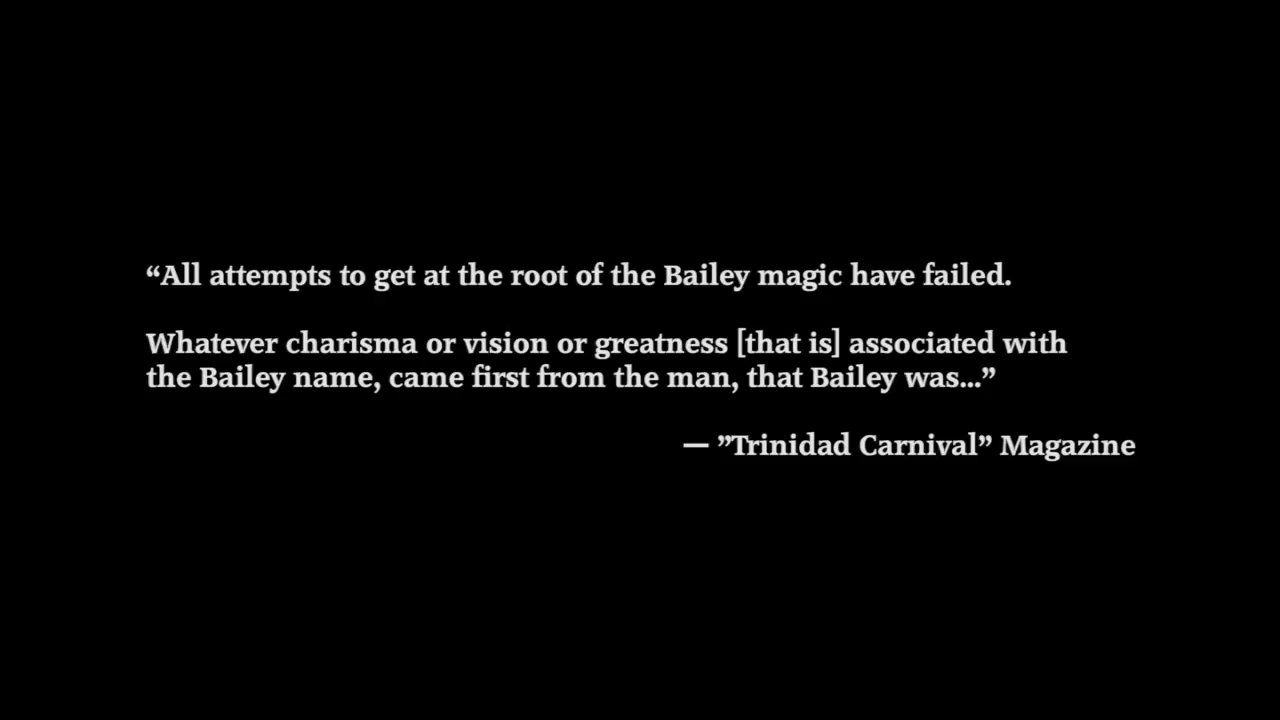 “All attempts to get at the root of the Bailey magic have failed.
Whatever charisma or vision or greatness [that is] associated with
the Bailey name, came first from the man, that Bailey was...”
— ”Trinidad Carnival” Magazine